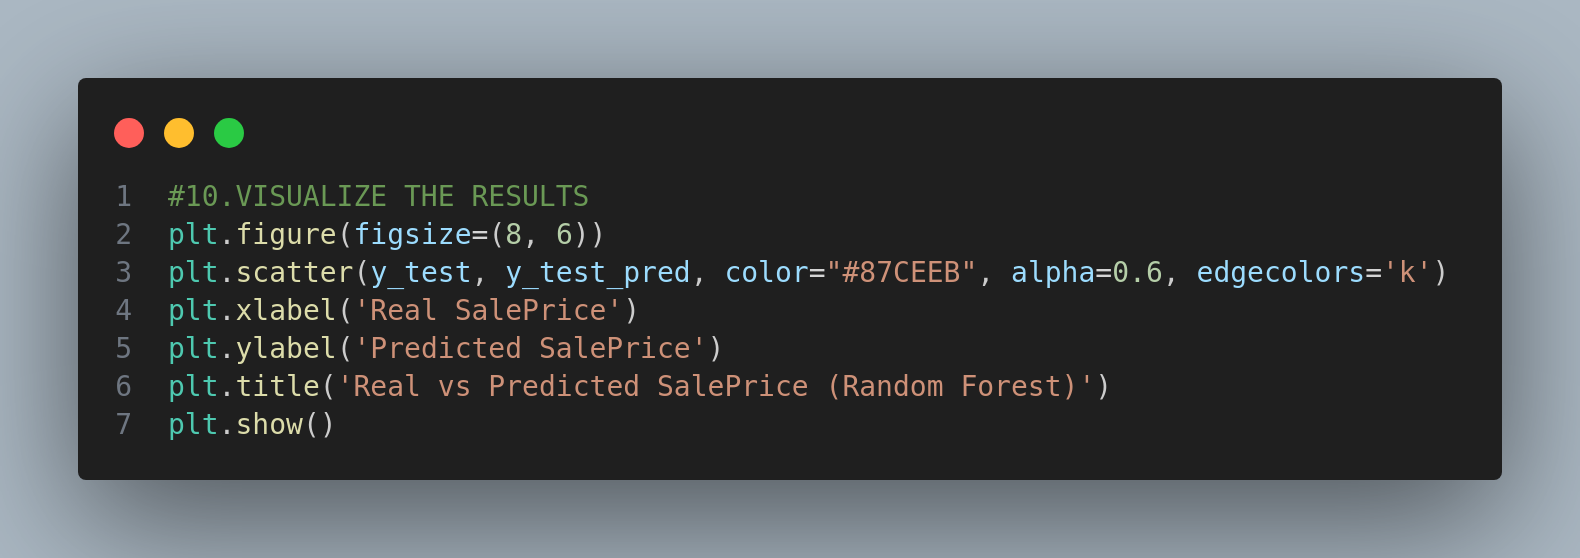 1 #10.VISUALIZE THE RESULTS
2 plt.figure(figsize=(8, 6))
3 plt.scatter(y_test, y_test_pred, color="#87CEEB", alpha=0.6, edgecolors='k')
4 plt.xlabel('Real SalePrice')
5 plt.ylabel('Predicted SalePrice')
6 plt.title('Real vs Predicted SalePrice (Random Forest)')
7 plt.show()